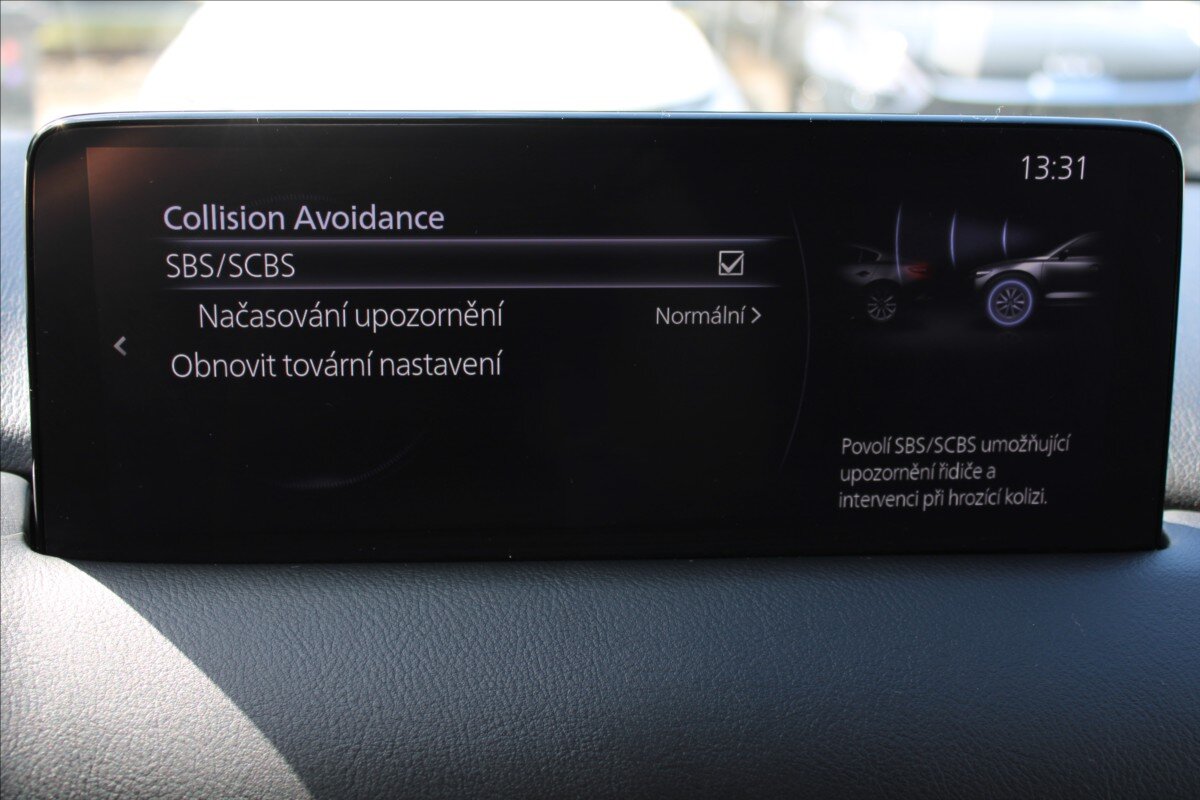 13:31
Collision Avoidance
SBS/SCBS
Načasování upozornění Normální
Obnovit tovární nastavení
Povolí SBS/SCBS umožňující
upozornění řidiče a
intervenci při hrozící kolizi.